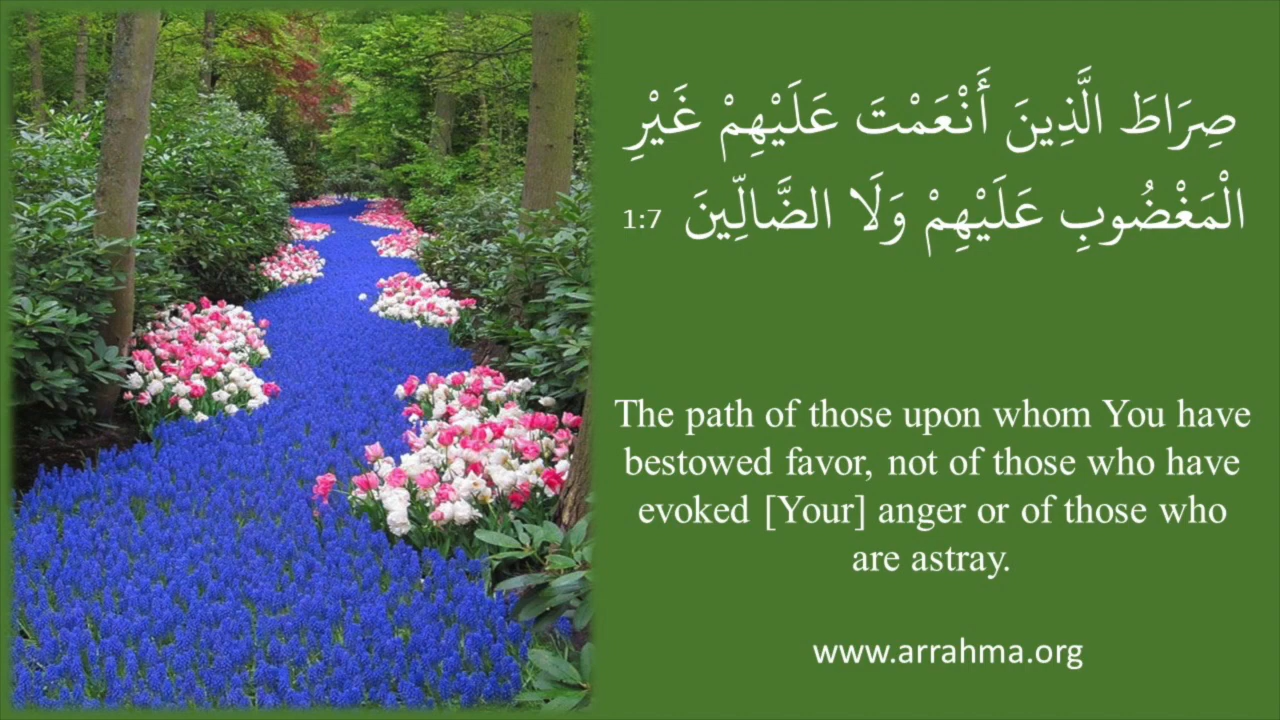 صِرَاطَ الَّذِينَ أَنْعَمْتَ عَلَيْهِمْ غَيْرِ
الْمَغْضُوبِ عَلَيْهِمْ وَلَا الضَّالِّينَ 1:7
The path of those upon whom You have
bestowed favor, not of those who have
evoked [Your] anger or of those who
are astray.
www.arrahma.org